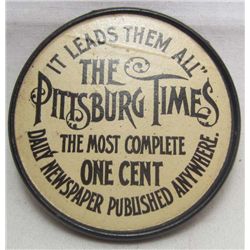 "IT LEADS THEM ALL"
THE
PITTSBURG TIMES
THE MOST COMPLETE
ONE CENT
DAILY NEWSPAPER PUBLISHED ANYWHERE.